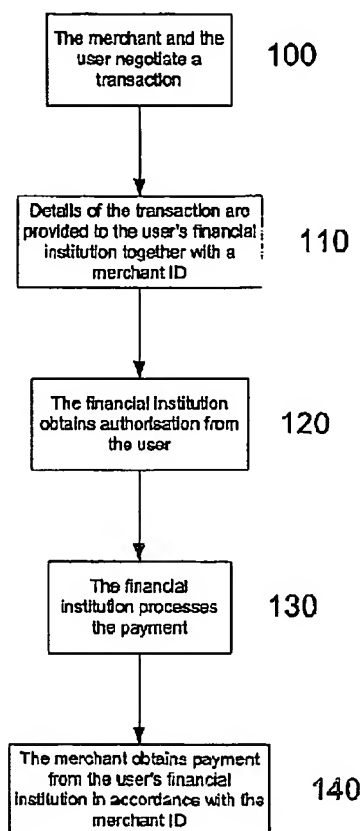 The merchant and the
user negotiate a
transaction
100
Details of the transaction are
provided to the user's financial
institution together with a
merchant ID
110
The financial Institution
obtains authorisation from
the user
120
The financial
institution processes
the payment
130
The merchant obtains payment
from the user's financial
institution in accordance with the
merchant ID
140